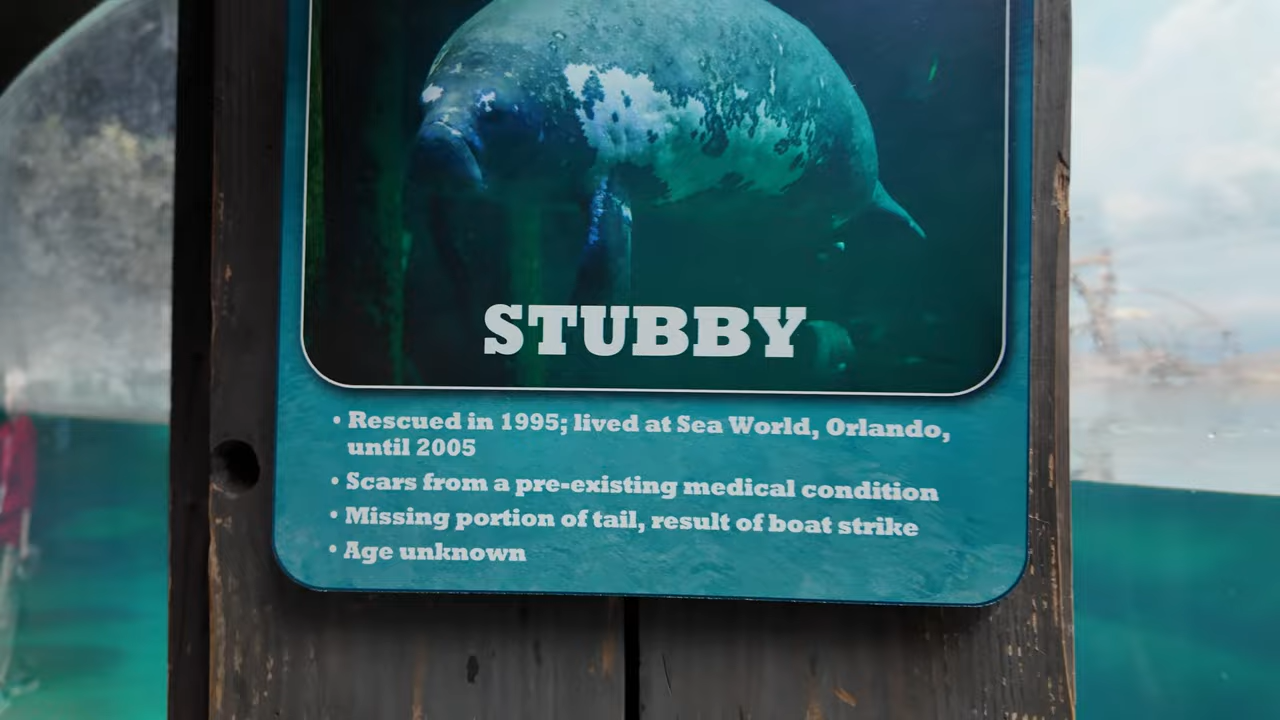 STUBBY
• Rescued in 1995; lived at Sea World, Orlando,
until 2005
• Scars from a pre-existing medical condition
• Missing portion of tail, result of boat strike
• Age unknown